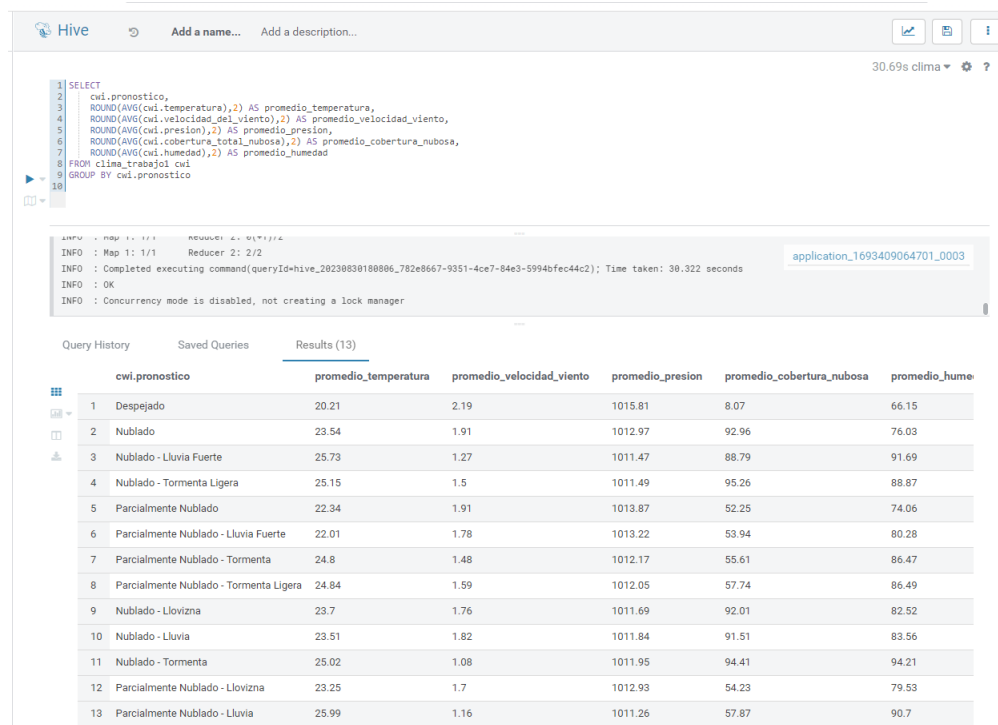 Hive Add a name... Add a description...
30.69s clima ?
1 SELECT
2 cwi.pronostico,
3 ROUND(AVG(cwi.temperatura),2) AS promedio_temperatura,
4 ROUND(AVG(cwi.velocidad_del_viento),2) AS promedio_velocidad_viento,
5 ROUND(AVG(cwi.presion),2) AS promedio_presion,
6 ROUND(AVG(cwi.cobertura_total_nubosa),2) AS promedio_cobertura_nubosa,
7 ROUND(AVG(cwi.humedad),2) AS promedio_humedad
8 FROM clima_trabajo1 cwi
9 GROUP BY cwi.pronostico
10
INFO : Map 1: 1/1 Reducer 2: 0(+1)/2
INFO : Map 1: 1/1 Reducer 2: 2/2
INFO : Completed executing command(queryId=hive_20230830180806_782e8667-9351-4ce7-84e3-5994bfec44c2); Time taken: 30.322 seconds
INFO : OK
INFO : Concurrency mode is disabled, not creating a lock manager
application_1693409064701_0003
Query History Saved Queries Results (13)
cwi.pronostico promedio_temperatura promedio_velocidad_viento promedio_presion promedio_cobertura_nubosa promedio_hume
1 Despejado 20.21 2.19 1015.81 8.07 66.15
2 Nublado 23.54 1.91 1012.97 92.96 76.03
3 Nublado - Lluvia Fuerte 25.73 1.27 1011.47 88.79 91.69
4 Nublado - Tormenta Ligera 25.15 1.5 1011.49 95.26 88.87
5 Parcialmente Nublado 22.34 1.91 1013.87 52.25 74.06
6 Parcialmente Nublado - Lluvia Fuerte 22.01 1.78 1013.22 53.94 80.28
7 Parcialmente Nublado - Tormenta 24.8 1.48 1012.17 55.61 86.47
8 Parcialmente Nublado - Tormenta Ligera 24.84 1.59 1012.05 57.74 86.49
9 Nublado - Llovizna 23.7 1.76 1011.69 92.01 82.52
10 Nublado - Lluvia 23.51 1.82 1011.84 91.51 83.56
11 Nublado - Tormenta 25.02 1.08 1011.95 94.41 94.21
12 Parcialmente Nublado - Llovizna 23.25 1.7 1012.93 54.23 79.53
13 Parcialmente Nublado - Lluvia 25.99 1.16 1011.26 57.87 90.7